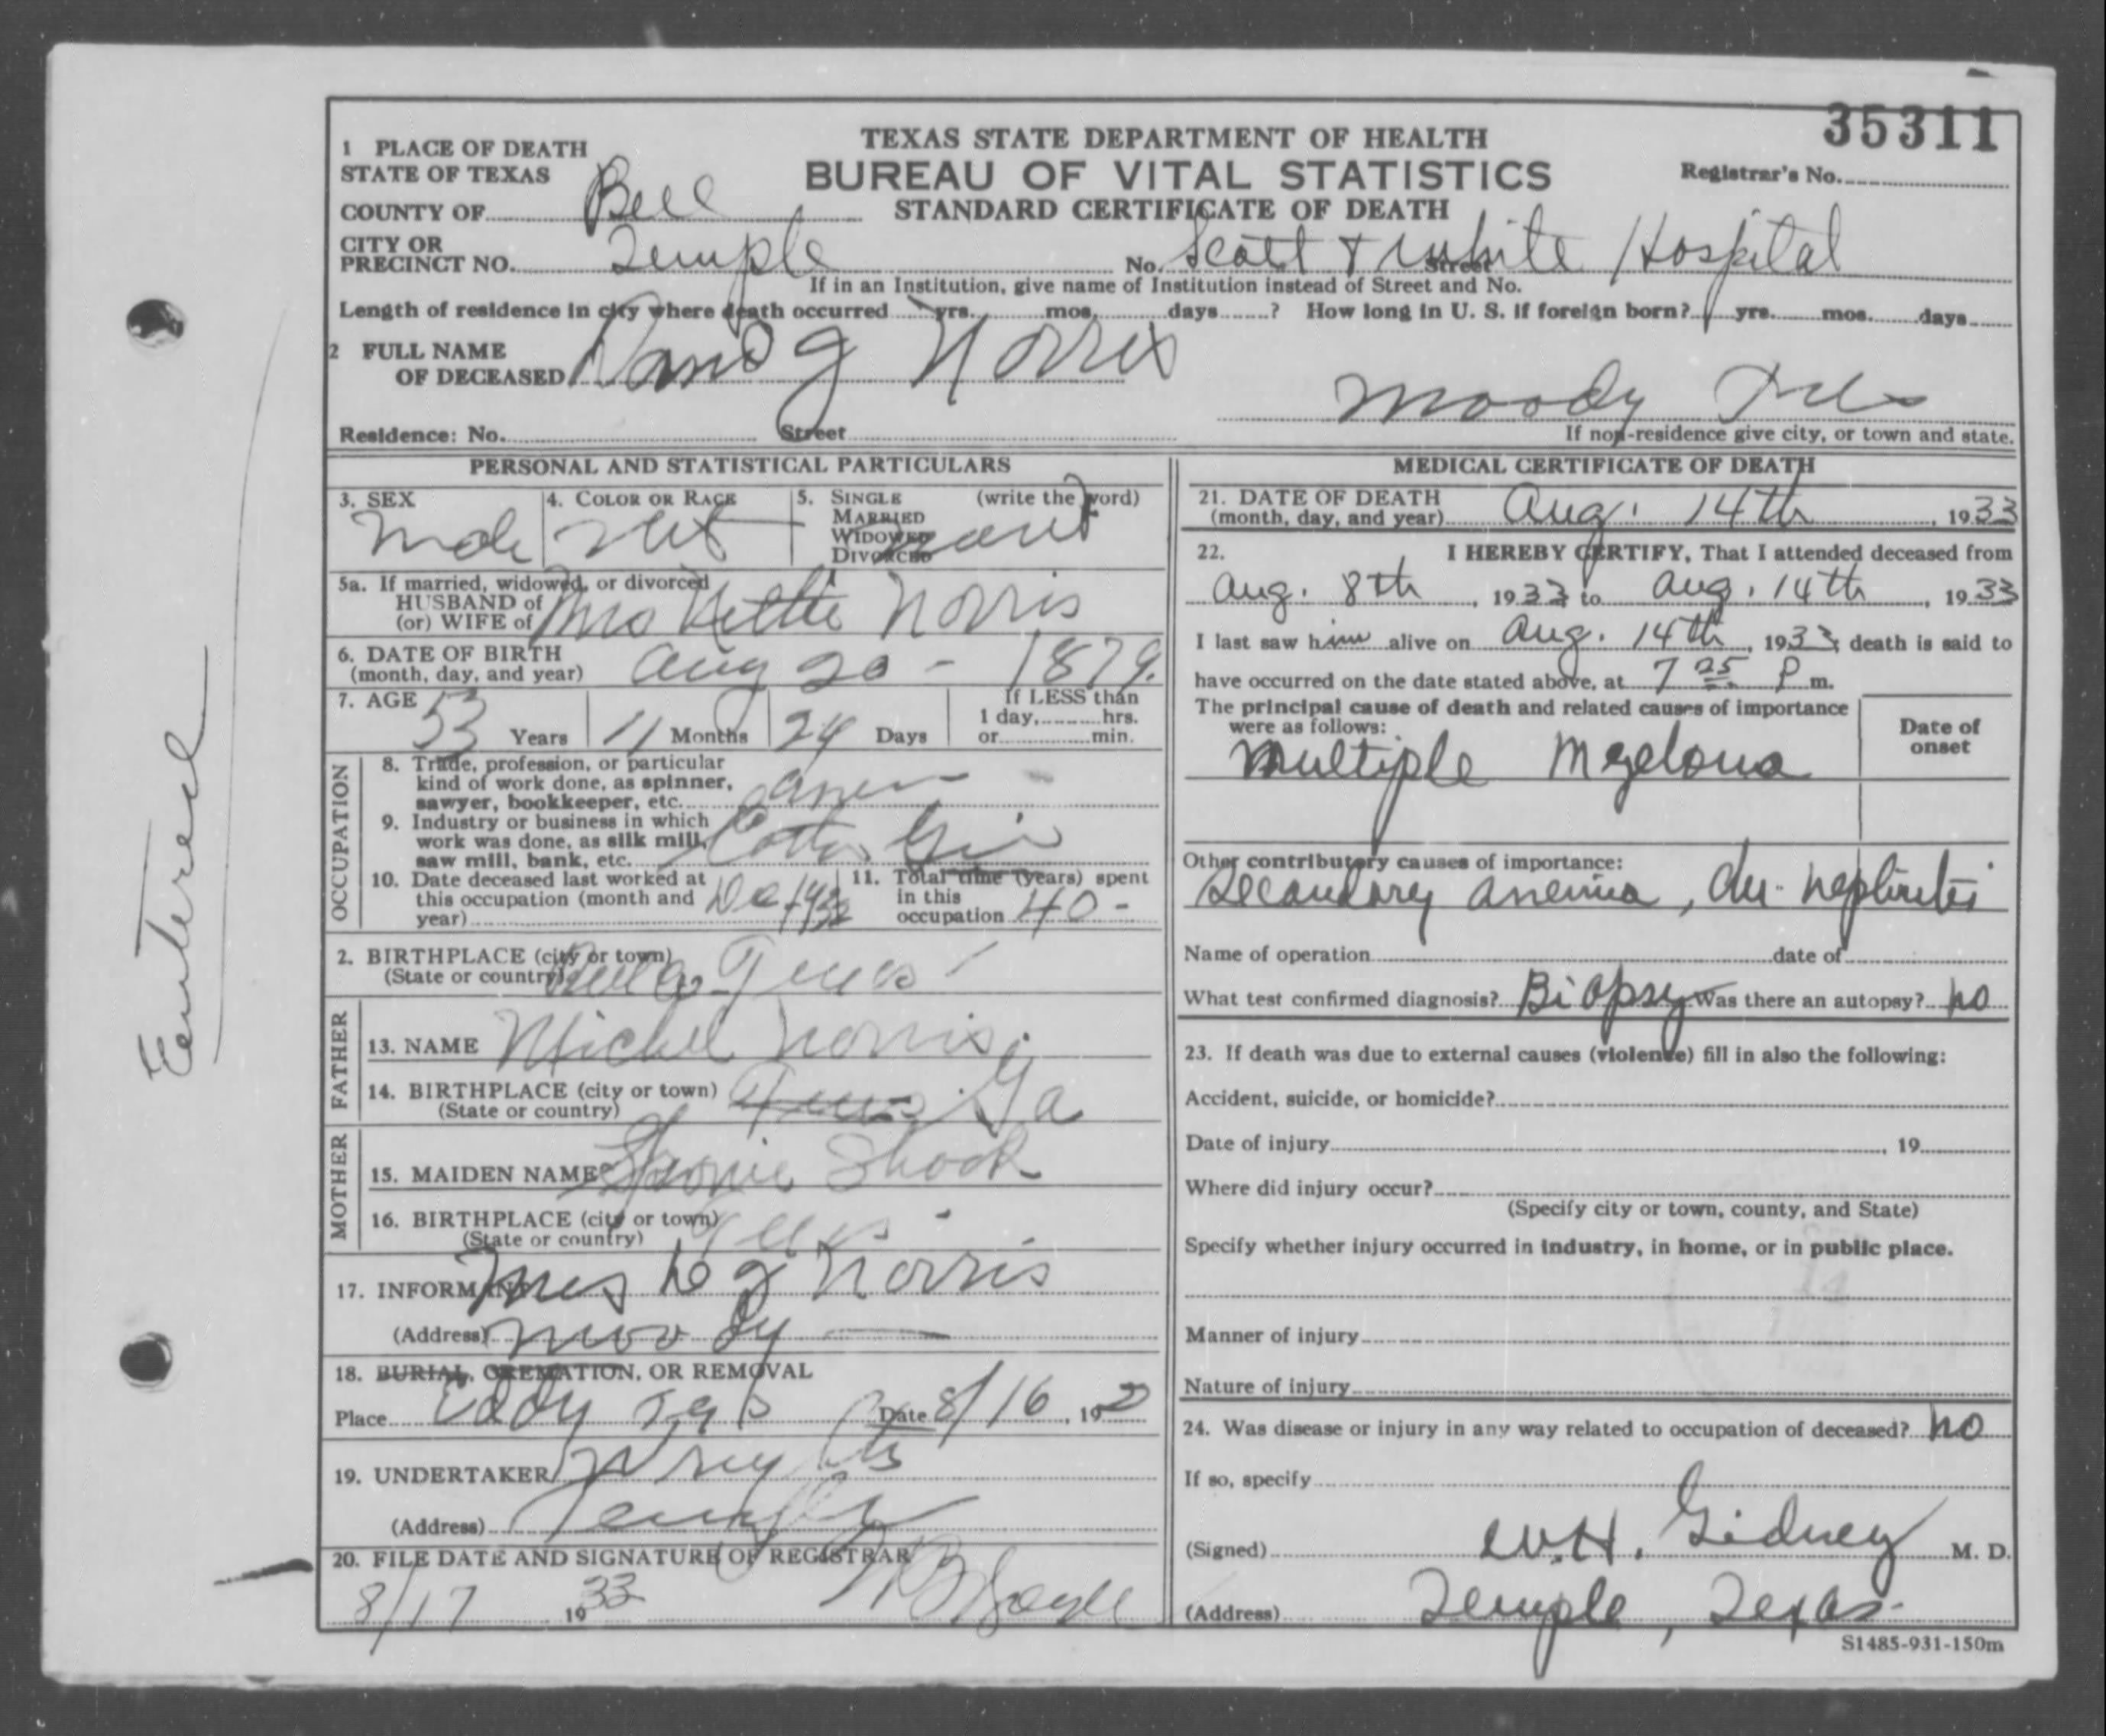 35311
TEXAS STATE DEPARTMENT OF HEALTH
BUREAU OF VITAL STATISTICS
STANDARD CERTIFICATE OF DEATH
Registrar's No.
1 PLACE OF DEATH
STATE OF TEXAS
COUNTY OF Bell
CITY OR
PRECINCT NO. Temple No. Scott & White Hospital Street
If in an Institution, give name of Institution instead of Street and No.
Length of residence in city where death occurred yrs. mos. days ? How long in U. S. if foreign born? yrs. mos. days
2 FULL NAME
OF DECEASED J Norris
Moody
Residence: No. Street
If non-residence give city, or town and state.
PERSONAL AND STATISTICAL PARTICULARS
3. SEX 4. COLOR OR RACE 5. SINGLE (write the word)
MARRIED
WIDOWED
DIVORCED
Male
5a. If married, widowed, or divorced
HUSBAND of
(or) WIFE of Mrs Nettie Norris
6. DATE OF BIRTH
(month, day, and year) Aug 20 - 1879.
7. AGE 53 Years 11 Months 24 Days If LESS than
1 day, hrs.
or min.
OCCUPATION
8. Trade, profession, or particular
kind of work done, as spinner,
sawyer, bookkeeper, etc.
9. Industry or business in which
work was done, as silk mill,
saw mill, bank, etc. Cotton Gin
10. Date deceased last worked at
this occupation (month and
year)
11. Total time (years) spent
in this
occupation 40 -
2. BIRTHPLACE (city or town)
(State or country)
FATHER
13. NAME Michel Norris
14. BIRTHPLACE (city or town)
(State or country) Ga
MOTHER
15. MAIDEN NAME Shook
16. BIRTHPLACE (city or town)
(State or country)
17. INFORMANT Mrs D J Norris
(Address) Moody
18. BURIAL, CREMATION, OR REMOVAL
Place Eddy Date 8/16, 19
19. UNDERTAKER
(Address) Temple
20. FILE DATE AND SIGNATURE OF REGISTRAR
8/17 1933
MEDICAL CERTIFICATE OF DEATH
21. DATE OF DEATH
(month, day, and year) Aug. 14th, 1933
22. I HEREBY CERTIFY, That I attended deceased from
Aug. 8th, 1933 to Aug. 14th, 1933
I last saw him alive on Aug. 14th, 1933, death is said to
have occurred on the date stated above, at 7 25 P m.
The principal cause of death and related causes of importance
were as follows:
Date of
onset
Multiple Myeloma
Other contributory causes of importance:
Secondary anemia, nephritis
Name of operation date of
What test confirmed diagnosis? Biopsy Was there an autopsy? no
23. If death was due to external causes (violence) fill in also the following:
Accident, suicide, or homicide?
Date of injury, 19
Where did injury occur?
(Specify city or town, county, and State)
Specify whether injury occurred in industry, in home, or in public place.
Manner of injury
Nature of injury
24. Was disease or injury in any way related to occupation of deceased? no
If so, specify
(Signed) W.H. Gidney M. D.
(Address) Temple, Texas.
S1485-931-150m
Entered